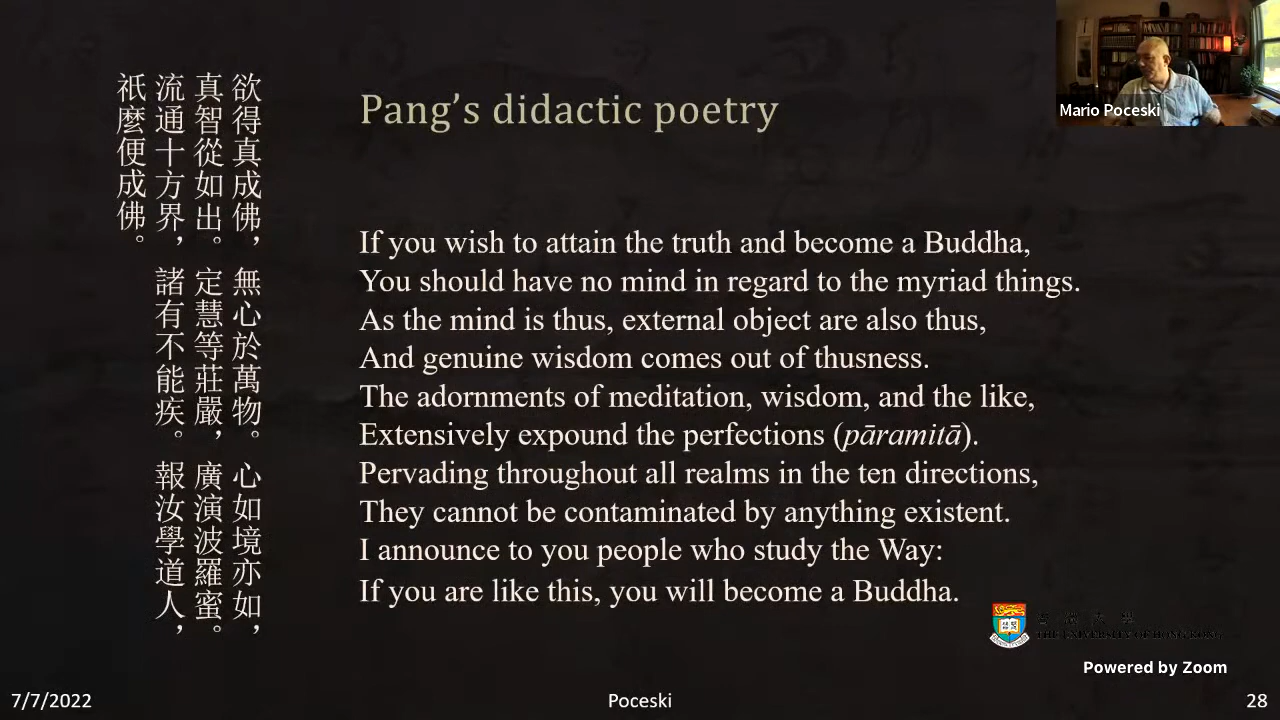 Mario Poceski
Pang's didactic poetry
欲得真成佛，無心於萬物。心如境亦如，
真智從如出。定慧等莊嚴，廣演波羅蜜。
流通十方界，諸有不能疾。報汝學道人，
祇麼便成佛。
If you wish to attain the truth and become a Buddha,
You should have no mind in regard to the myriad things.
As the mind is thus, external object are also thus,
And genuine wisdom comes out of thusness.
The adornments of meditation, wisdom, and the like,
Extensively expound the perfections (pāramitā).
Pervading throughout all realms in the ten directions,
They cannot be contaminated by anything existent.
I announce to you people who study the Way:
If you are like this, you will become a Buddha.
THE UNIVERSITY OF HONG KONG
Powered by Zoom
7/7/2022
Poceski
28